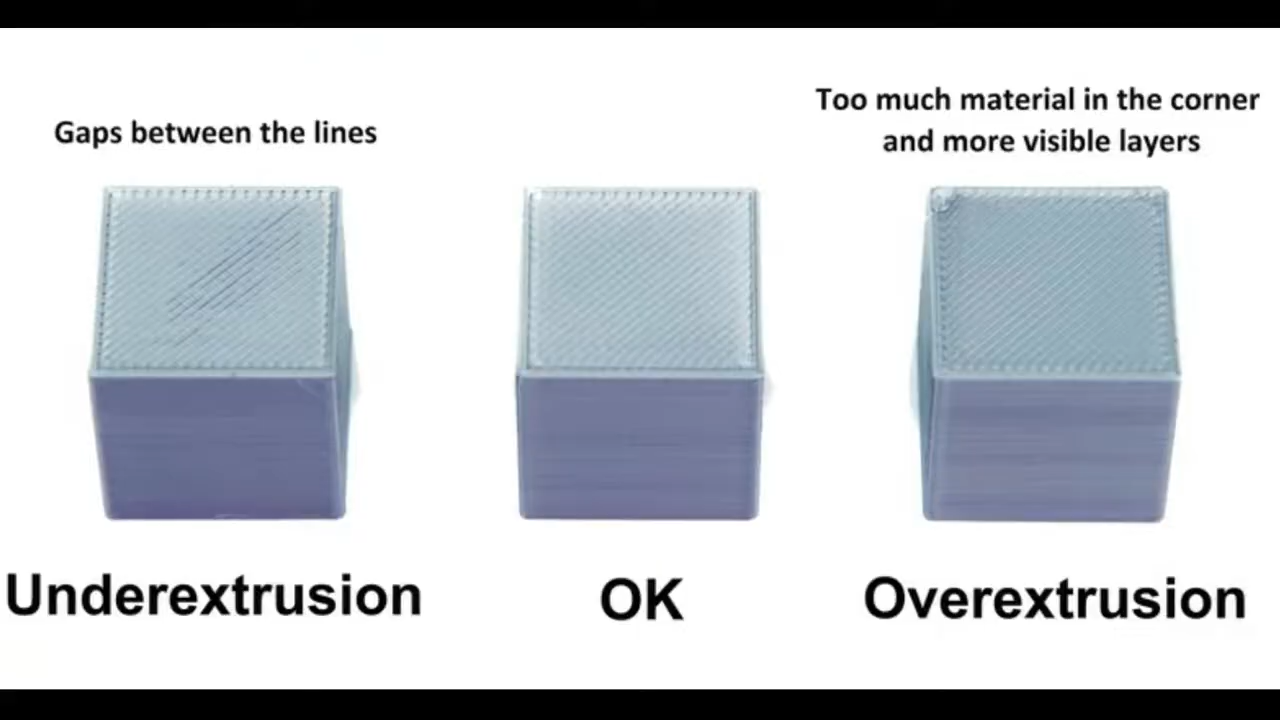 Gaps between the lines
Too much material in the corner
and more visible layers
Underextrusion
OK
Overextrusion